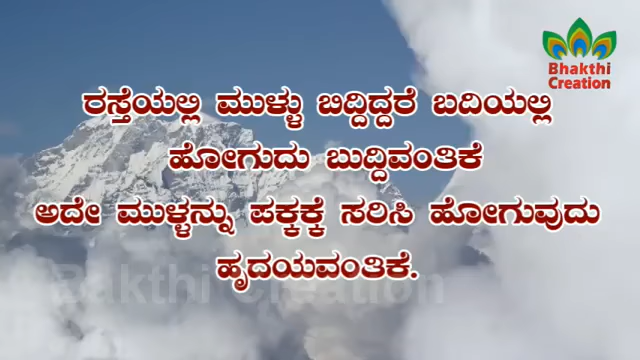 Bhakthi
Creation
ರಸ್ತೆಯಲ್ಲಿ ಮುಳ್ಳು ಬಿದ್ದಿದ್ದರೆ ಬದಿಯಲ್ಲಿ
ಹೋಗುದು ಬುದ್ದಿವಂತಿಕೆ
ಅದೇ ಮುಳ್ಳನ್ನು ಪಕ್ಕಕ್ಕೆ ಸರಿಸಿ ಹೋಗುವುದು
ಹೃದಯವಂತಿಕೆ.
Bakthi Creation